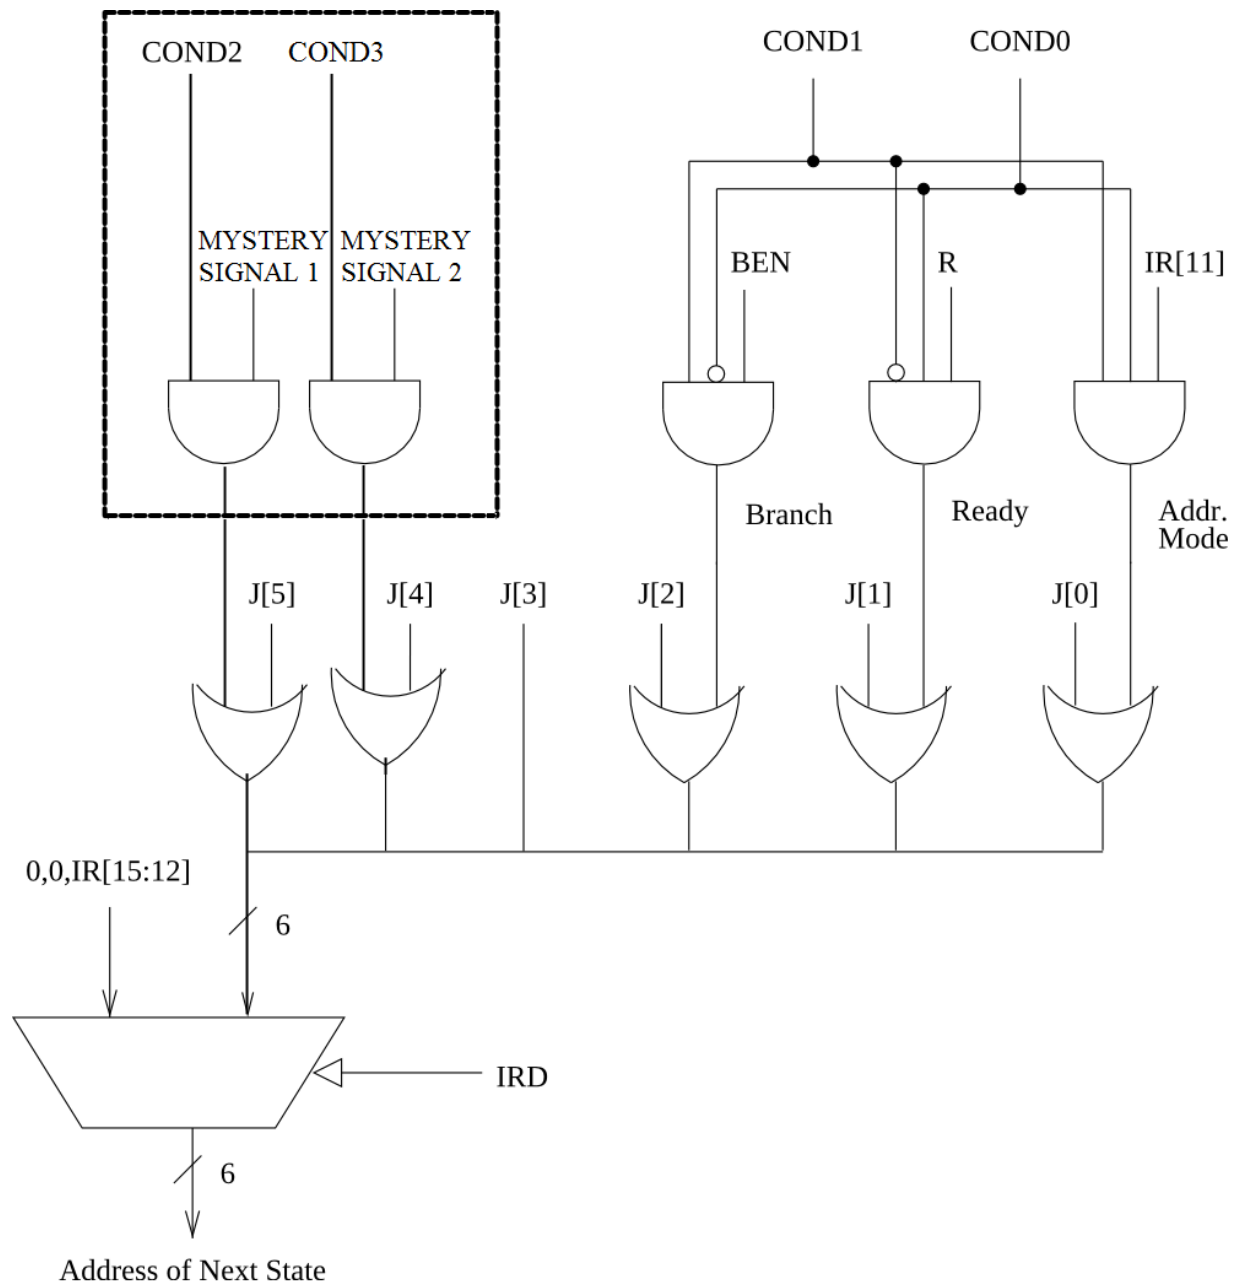 COND2
COND3
COND1
COND0
MYSTERY
SIGNAL 1
MYSTERY
SIGNAL 2
BEN
R
IR[11]
Branch
Ready
Addr.
Mode
J[5]
J[4]
J[3]
J[2]
J[1]
J[0]
0,0,IR[15:12]
6
IRD
6
Address of Next State